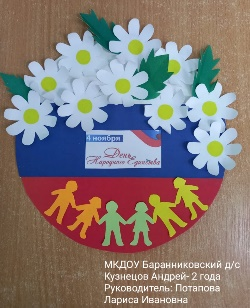 4 ноября
День
Народного Единства
МКДОУ Баранниковский д/с
Кузнецов Андрей- 2 года
Руководитель: Потапова
Лариса Ивановна